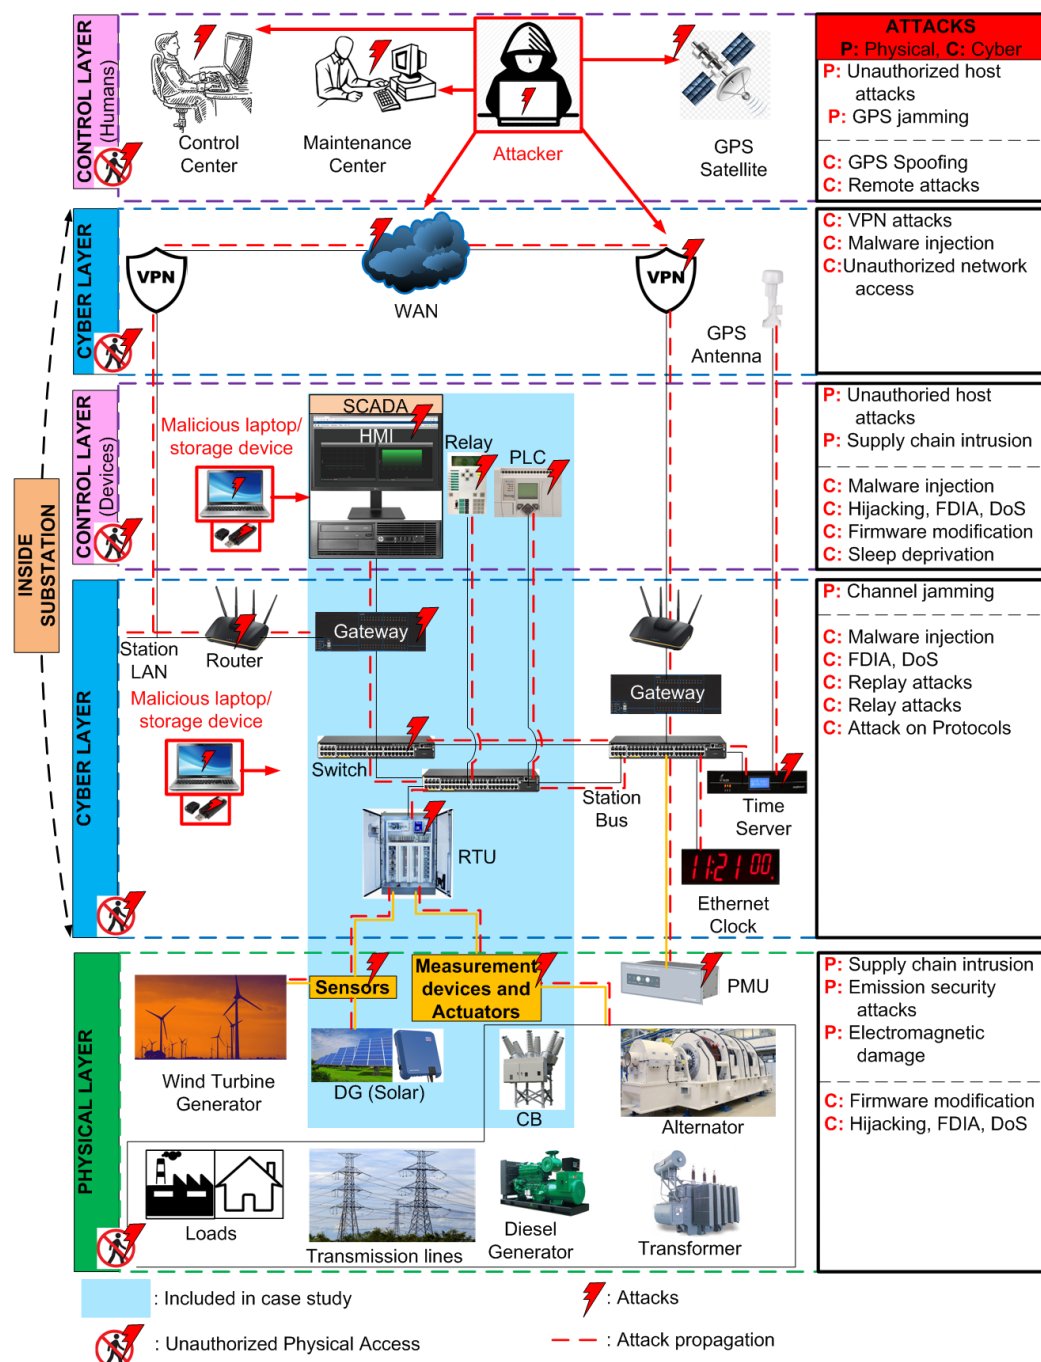 CONTROL LAYER
(Humans)
Control
Center
Maintenance
Center
Attacker
GPS
Satellite
ATTACKS
P: Physical, C: Cyber
P: Unauthorized host
attacks
P: GPS jamming
C: GPS Spoofing
C: Remote attacks
CYBER LAYER
VPN
WAN
VPN
GPS
Antenna
C: VPN attacks
C: Malware injection
C:Unauthorized network
access
INSIDE
SUBSTATION
CONTROL LAYER
(Devices)
Malicious laptop/
storage device
SCADA
HMI
Relay
PLC
P: Unauthoried host
attacks
P: Supply chain intrusion
C: Malware injection
C: Hijacking, FDIA, DoS
C: Firmware modification
C: Sleep deprivation
CYBER LAYER
Station
LAN
Router
Gateway
Gateway
Malicious laptop/
storage device
Switch
Station
Bus
Time
Server
RTU
11:21 00.
Ethernet
Clock
P: Channel jamming
C: Malware injection
C: FDIA, DoS
C: Replay attacks
C: Relay attacks
C: Attack on Protocols
PHYSICAL LAYER
Sensors
Measurement
devices and
Actuators
PMU
Wind Turbine
Generator
DG (Solar)
CB
Alternator
Loads
Transmission lines
Diesel
Generator
Transformer
P: Supply chain intrusion
P: Emission security
attacks
P: Electromagnetic
damage
C: Firmware modification
C: Hijacking, FDIA, DoS
: Included in case study
: Attacks
: Unauthorized Physical Access
: Attack propagation